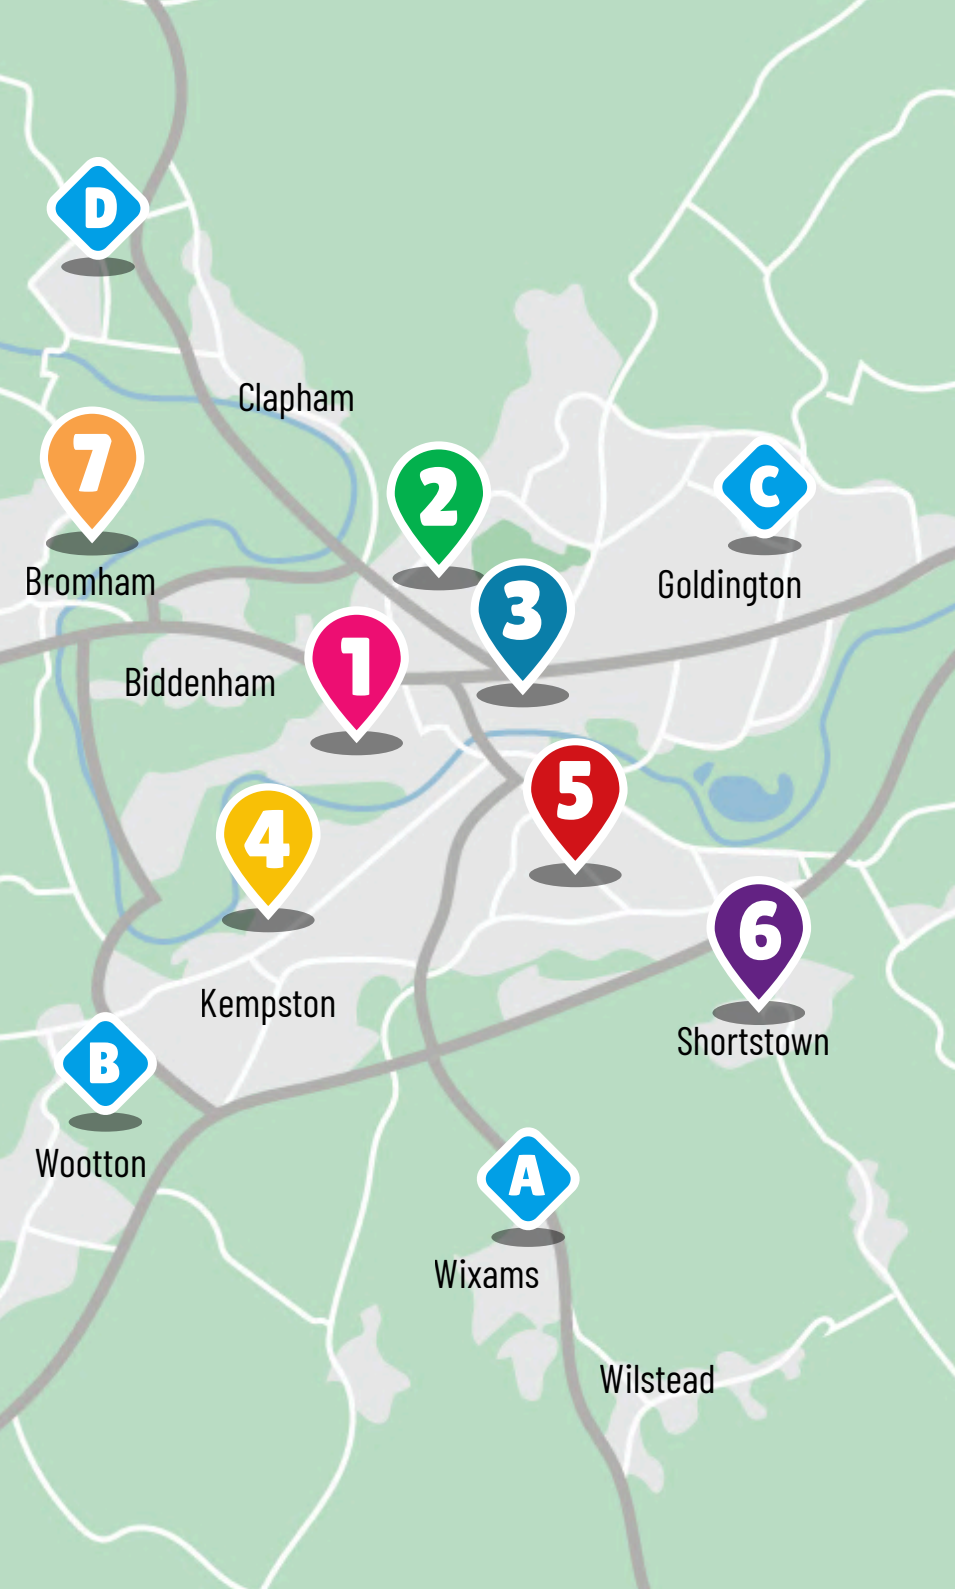 D
Clapham
7
2
C
Bromham
Goldington
3
1
Biddenham
5
4
6
Kempston
Shortstown
B
Wootton
A
Wixams
Wilstead